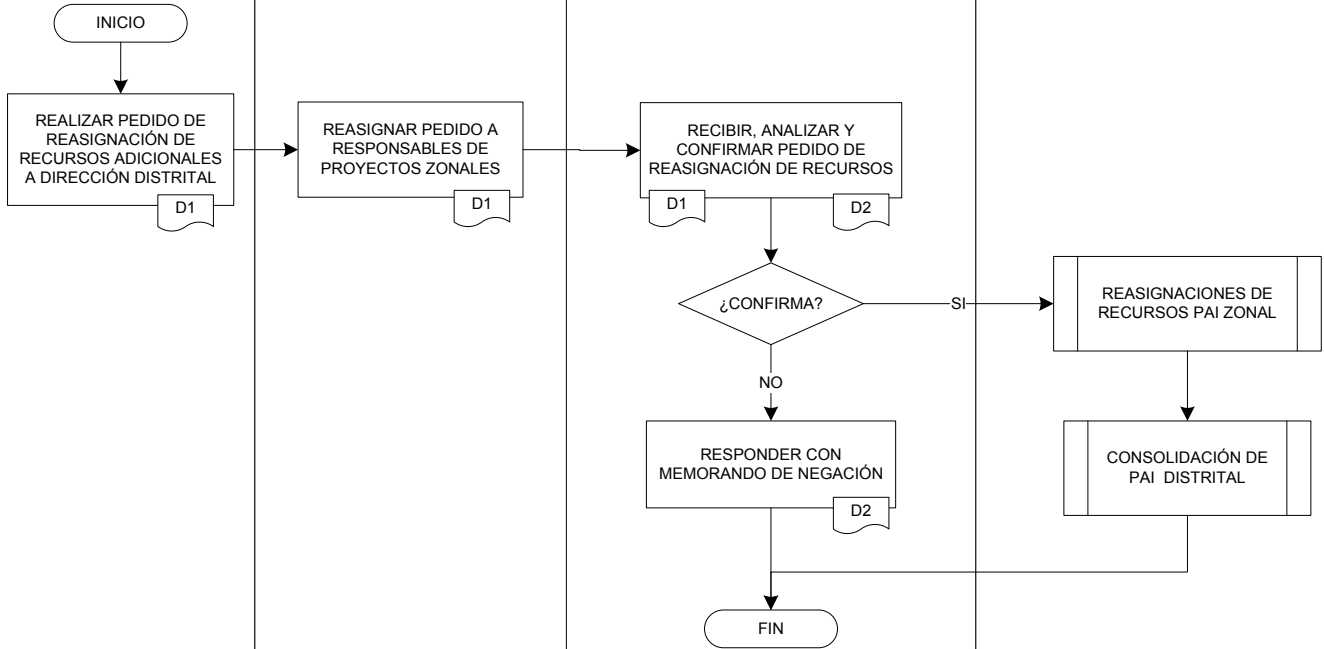 INICIO
REALIZAR PEDIDO DE
REASIGNACIÓN DE
RECURSOS ADICIONALES
A DIRECCIÓN DISTRITAL
D1
REASIGNAR PEDIDO A
RESPONSABLES DE
PROYECTOS ZONALES
D1
RECIBIR, ANALIZAR Y
CONFIRMAR PEDIDO DE
REASIGNACIÓN DE RECURSOS
D1
D2
¿CONFIRMA?
SI
REASIGNACIONES DE
RECURSOS PAI ZONAL
NO
RESPONDER CON
MEMORANDO DE NEGACIÓN
D2
CONSOLIDACIÓN DE
PAI DISTRITAL
FIN